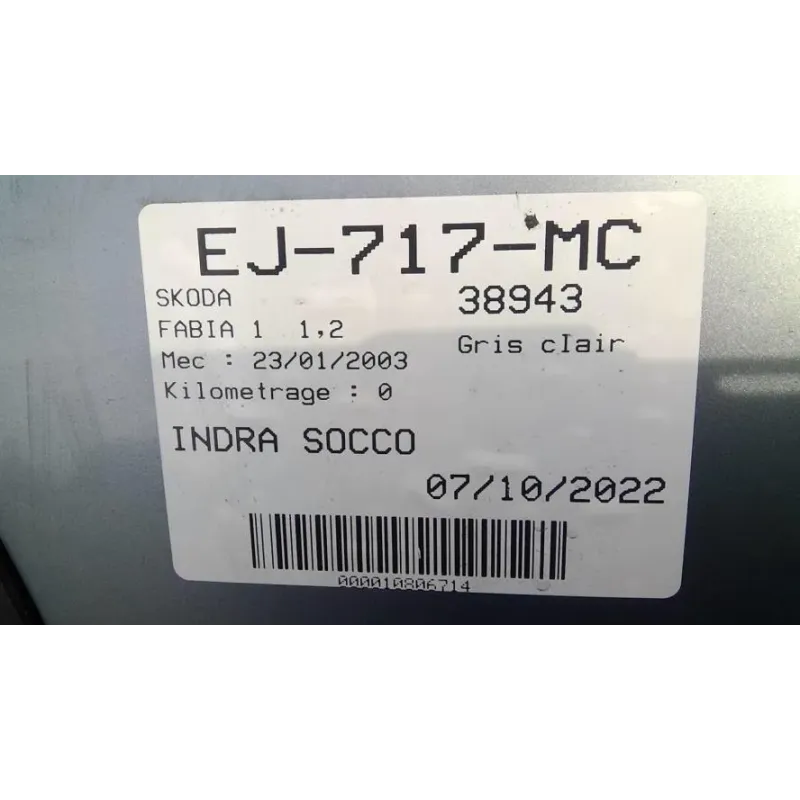 EJ-717-MC
SKODA 38943
FABIA 1 1,2
Gris clair
Mec : 23/01/2003
Kilometrage : 0
INDRA SOCCO
07/10/2022
000010806714